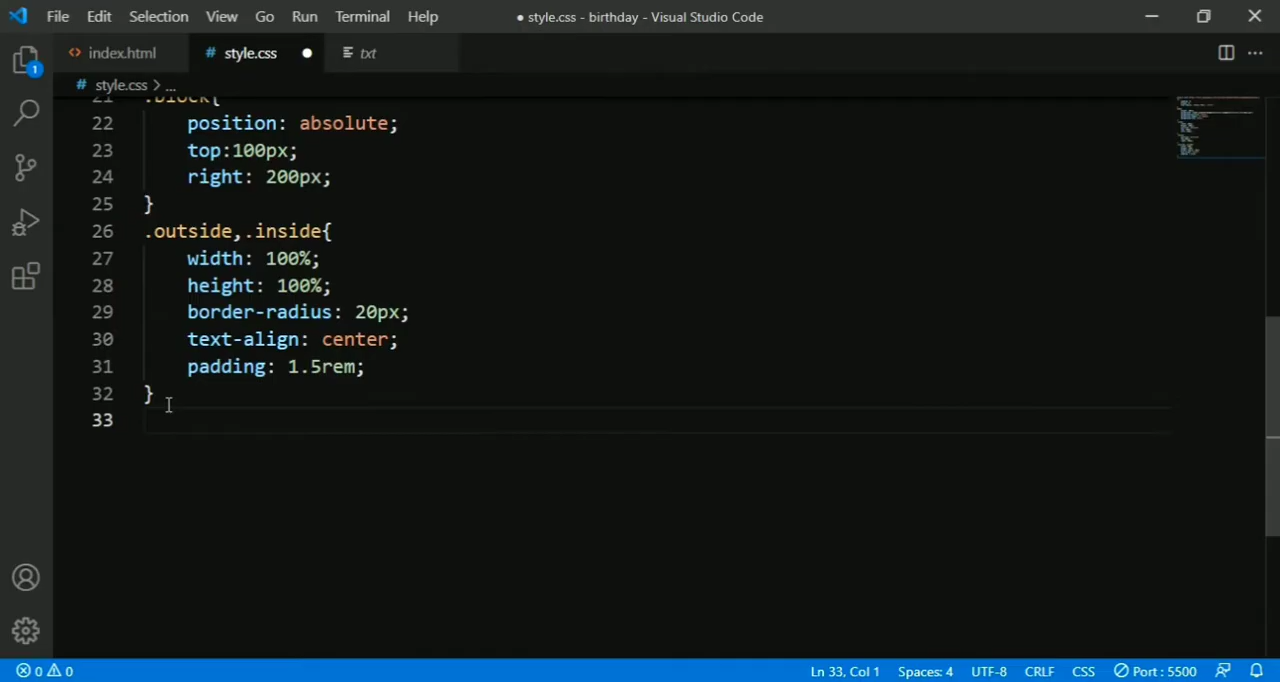 File Edit Selection View Go Run Terminal Help ● style.css - birthday - Visual Studio Code
<> index.html # style.css ● txt
1
# style.css > ...
21 .block{
22 position: absolute;
23 top:100px;
24 right: 200px;
25 }
26 .outside,.inside{
27 width: 100%;
28 height: 100%;
29 border-radius: 20px;
30 text-align: center;
31 padding: 1.5rem;
32 }
33
0 0 Ln 33, Col 1 Spaces: 4 UTF-8 CRLF CSS Port : 5500